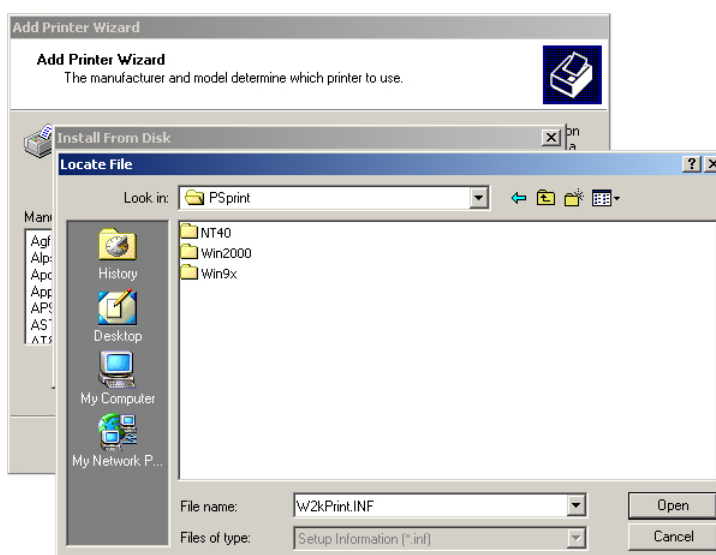 Add Printer Wizard
Add Printer Wizard
The manufacturer and model determine which printer to use.
Install From Disk
Locate File
Look in:
PSprint
Manu
Agf
Alp
Apo
App
APS
AST
AT&
NT40
Win2000
Win9x
History
Desktop
My Computer
My Network P...
File name:
W2kPrint.INF
Open
Files of type:
Setup Information (*.inf)
Cancel